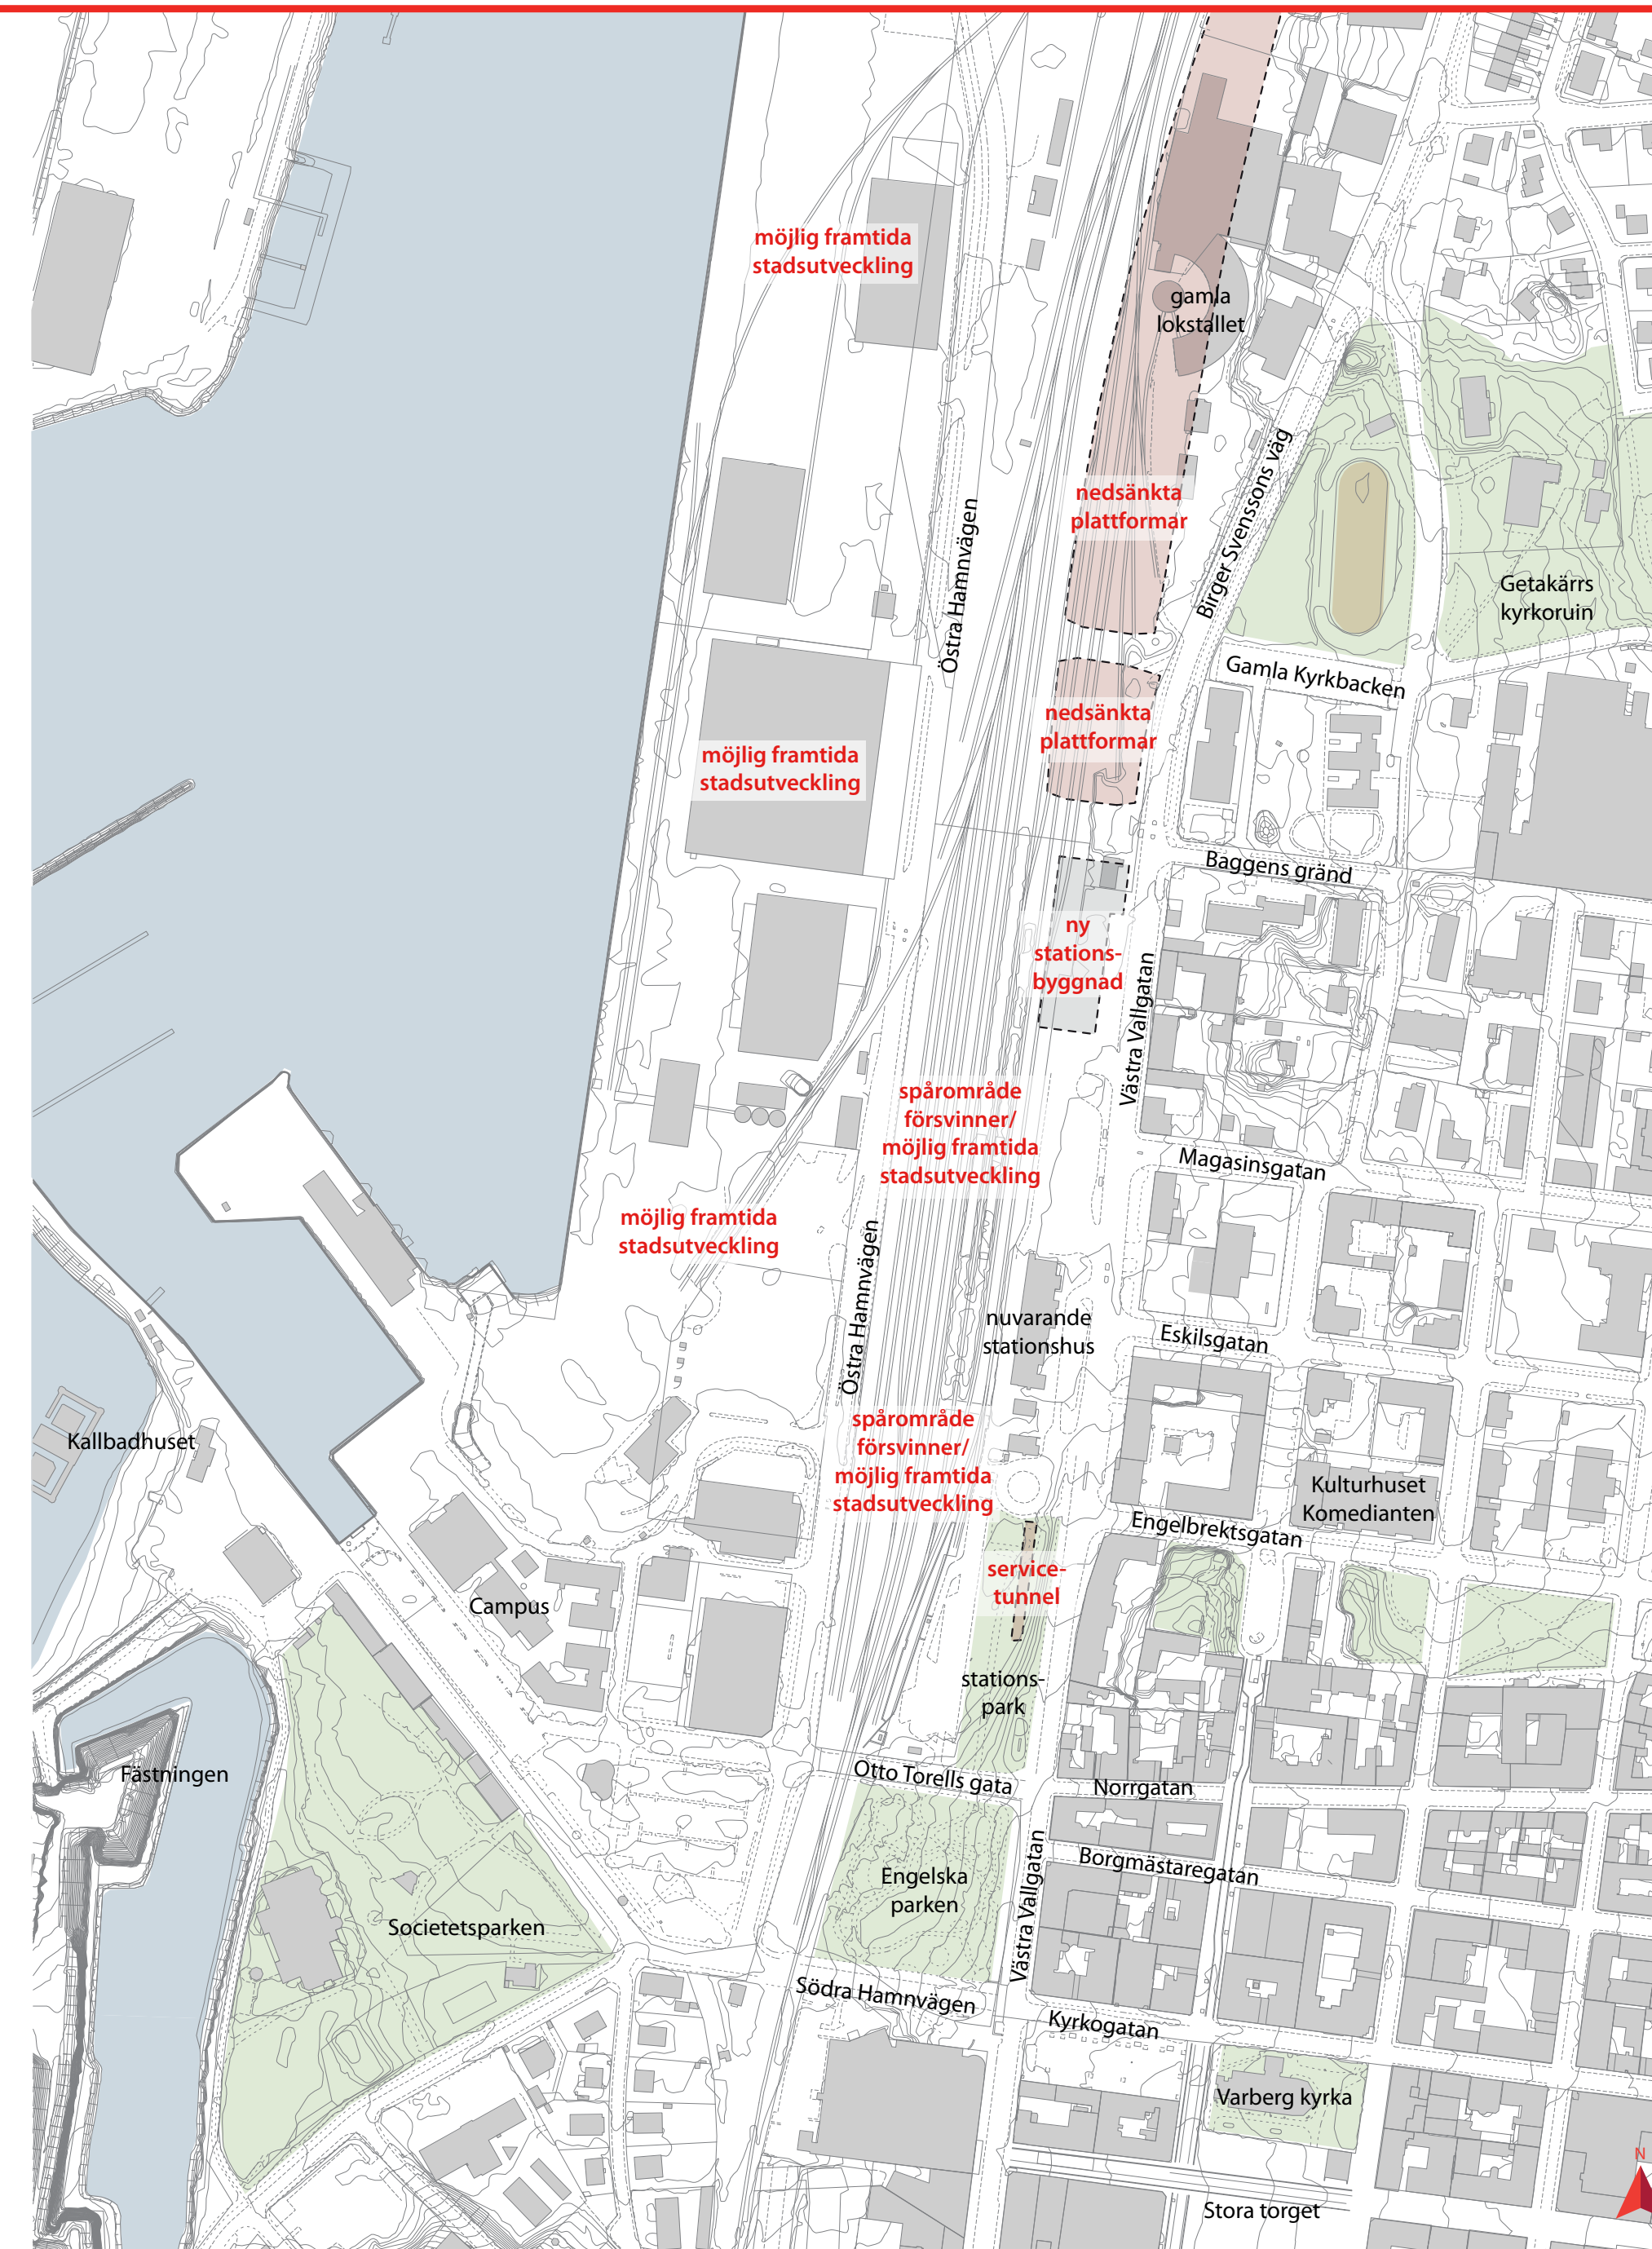 möjlig framtida
stadsutveckling
gamla
lokstallet
nedsänkta
plattformar
Birger Svenssons väg
Östra Hamnvägen
Getakärrs
kyrkoruin
Gamla Kyrkbacken
nedsänkta
plattformar
möjlig framtida
stadsutveckling
Baggens gränd
ny
stations-
byggnad
Västra Vallgatan
spårområde
försvinner/
möjlig framtida
stadsutveckling
Magasinsgatan
möjlig framtida
stadsutveckling
Östra Hamnvägen
nuvarande
stationshus
Eskilsgatan
Kallbadhuset
spårområde
försvinner/
möjlig framtida
stadsutveckling
Kulturhuset
Komedianten
Engelbrektsgatan
service-
tunnel
Campus
stations-
park
Fästningen
Otto Torells gata
Norrgatan
Borgmästaregatan
Engelska
parken
Västra Vallgatan
Societetsparken
Södra Hamnvägen
Kyrkogatan
Varberg kyrka
N
Stora torget